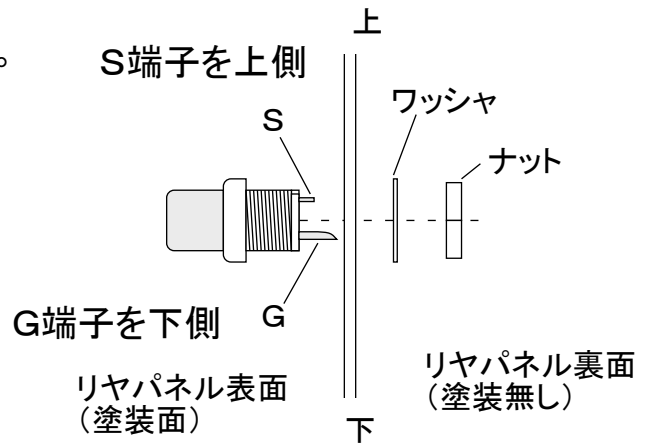 上
。
S端子を上側
ワッシャ
S
ナット
G
G端子を下側
リヤパネル表面
（塗装面）
リヤパネル裏面
（塗装無し）
下